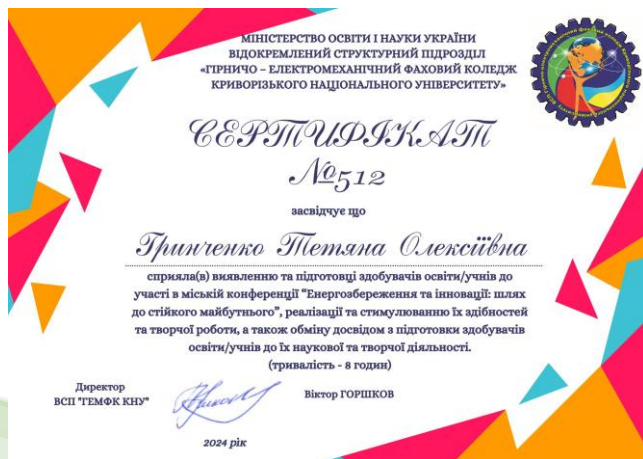 МІНІСТЕРСТВО ОСВІТИ І НАУКИ УКРАЇНИ
ВІДОКРЕМЛЕНИЙ СТРУКТУРНИЙ ПІДРОЗДІЛ
«ГІРНИЧО – ЕЛЕКТРОМЕХАНІЧНИЙ ФАХОВИЙ КОЛЕДЖ
КРИВОРІЗЬКОГО НАЦІОНАЛЬНОГО УНІВЕРСИТЕТУ»
СЕРТИФІКАТ
№512
засвідчує що
Гринченко Тетяна Олексіївна
сприяла(в) виявленню та підготовці здобувачів освіти/учнів до
участі в міській конференції “Енергозбереження та інновації: шлях
до стійкого майбутнього”, реалізації та стимулюванню їх здібностей
та творчої роботи, а також обміну досвідом з підготовки здобувачів
освіти/учнів до їх наукової та творчої діяльності.
(тривалість - 8 годин)
Директор
ВСП "ГЕМФК КНУ"
Віктор ГОРШКОВ
2024 рік